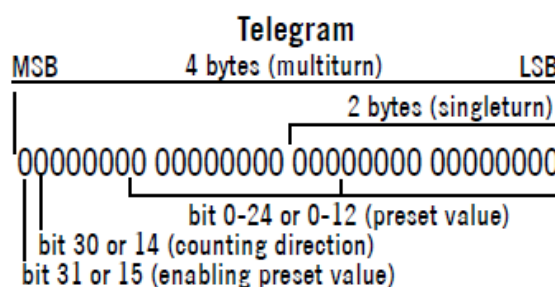 Telegram
MSB 4 bytes (multiturn) LSB
2 bytes (singleturn)
00000000 00000000 00000000 00000000
bit 0-24 or 0-12 (preset value)
bit 30 or 14 (counting direction)
bit 31 or 15 (enabling preset value)